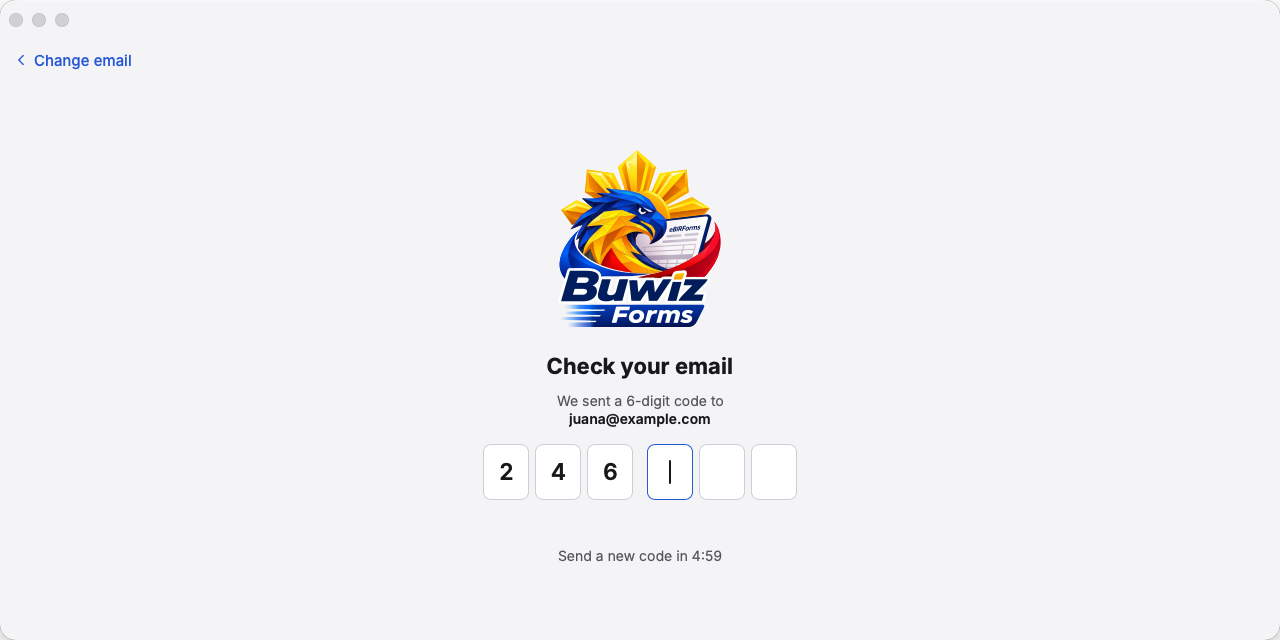 Change email
eBIRForms
Buwiz
Forms
Check your email
We sent a 6-digit code to
juana@example.com
2 4 6
Send a new code in 4:59